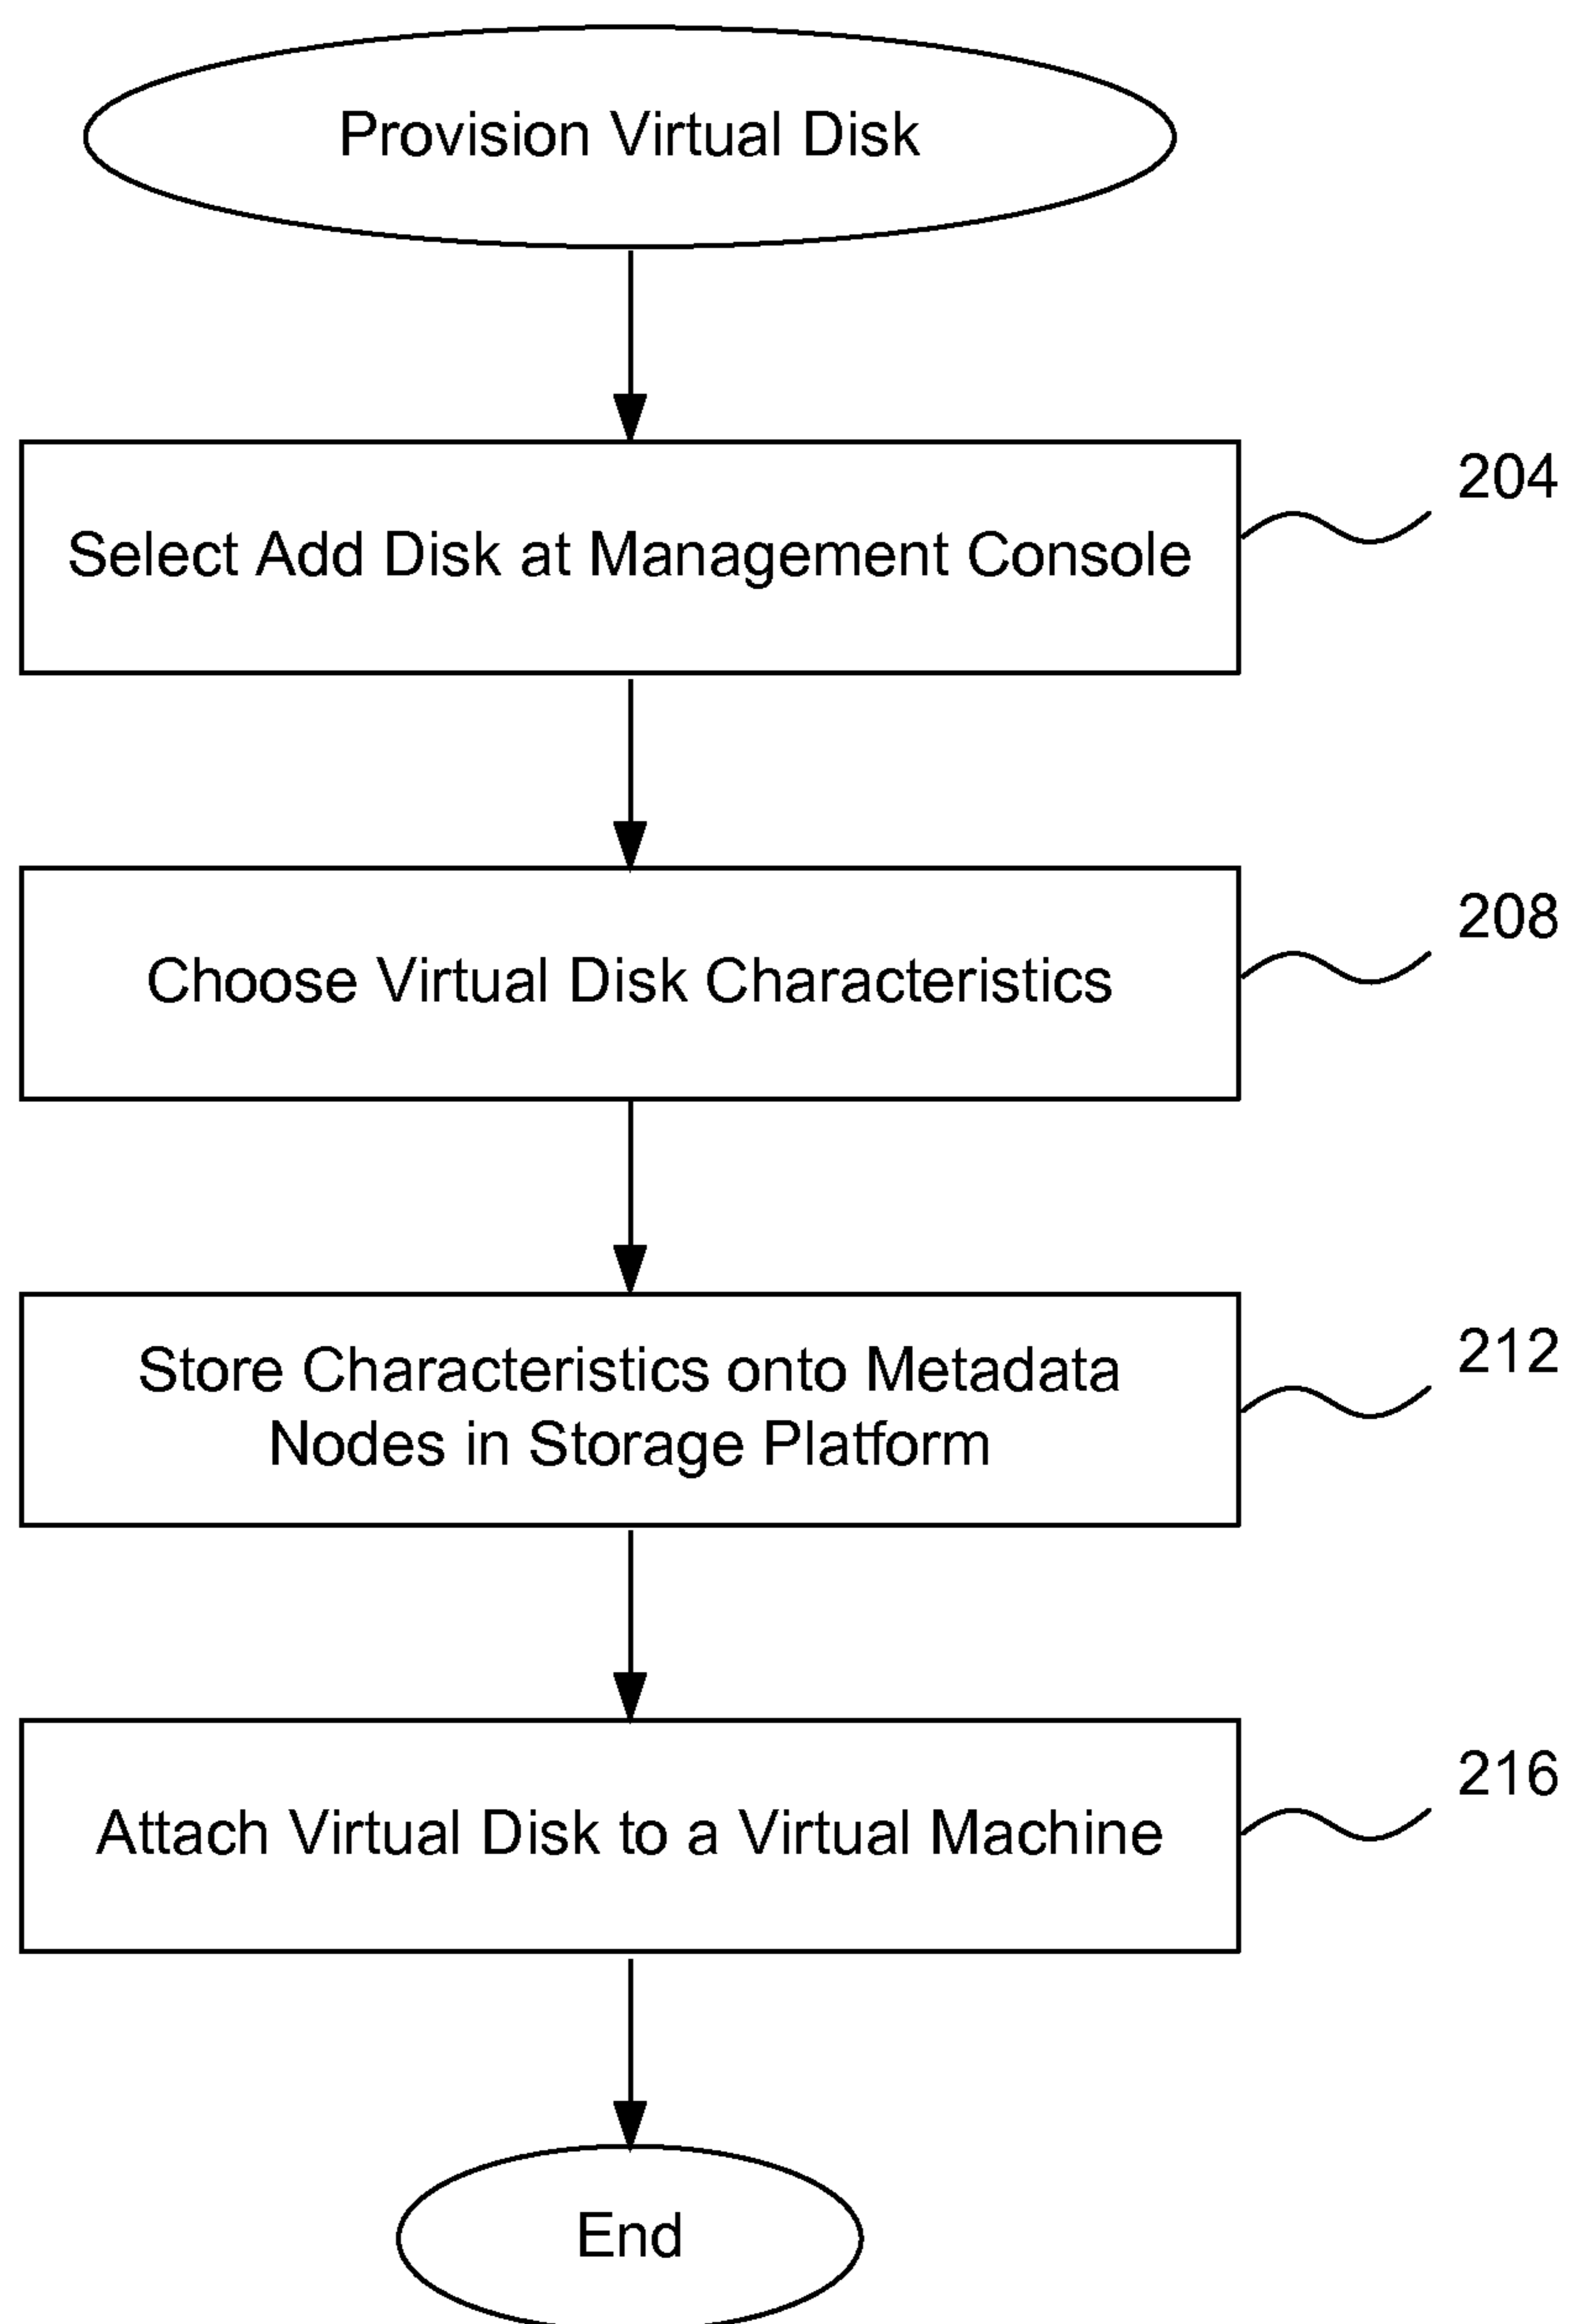 Provision Virtual Disk
Select Add Disk at Management Console
204
Choose Virtual Disk Characteristics
208
Store Characteristics onto Metadata
Nodes in Storage Platform
212
Attach Virtual Disk to a Virtual Machine
216
End